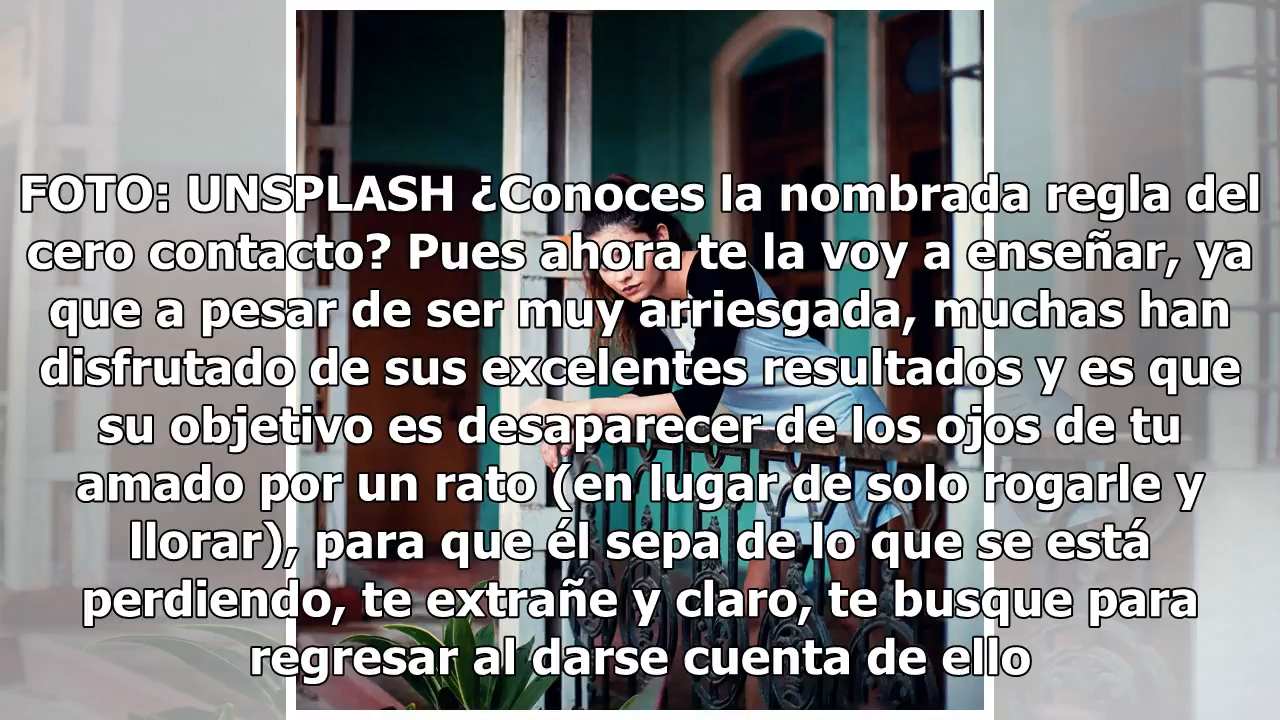 FOTO: UNSPLASH ¿Conoces la nombrada regla del
cero contacto? Pues ahora te la voy a enseñar, ya
que a pesar de ser muy arriesgada, muchas han
disfrutado de sus excelentes resultados y es que
su objetivo es desaparecer de los ojos de tu
amado por un rato (en lugar de solo rogarle y
llorar), para que él sepa de lo que se está
perdiendo, te extrañe y claro, te busque para
regresar al darse cuenta de ello